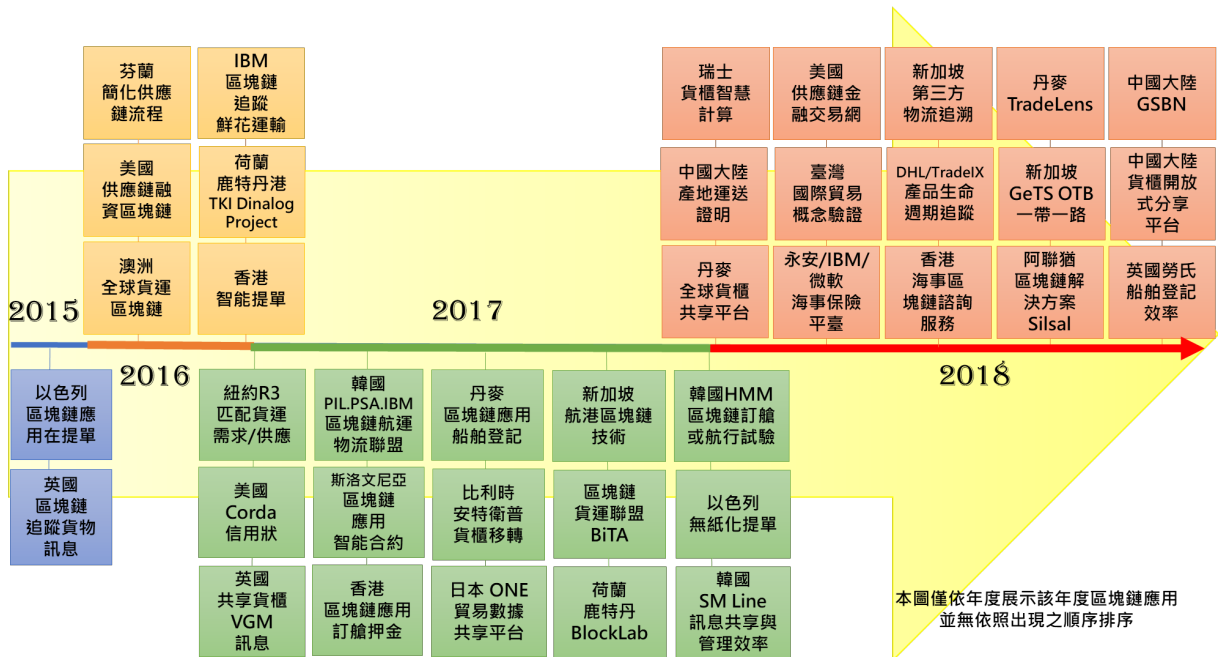 芬蘭
簡化供應
鏈流程
IBM
區塊鏈
追蹤
鮮花運輸
美國
供應鏈融
資區塊鏈
荷蘭
鹿特丹港
TKI Dinalog
Project
澳洲
全球貨運
區塊鏈
香港
智能提單
瑞士
貨櫃智慧
計算
美國
供應鏈金
融交易網
新加坡
第三方
物流追溯
丹麥
TradeLens
中國大陸
GSBN
中國大陸
產地運送
證明
臺灣
國際貿易
概念驗證
DHL/TradeIX
產品生命
週期追蹤
新加坡
GeTS OTB
一帶一路
中國大陸
貨櫃開放
式分享
平台
丹麥
全球貨櫃
共享平台
永安/IBM/
微軟
海事保險
平臺
香港
海事區
塊鏈諮詢
服務
阿聯猶
區塊鏈解
決方案
Silsal
英國勞氏
船舶登記
效率
2015
2017
2016
2018
以色列
區塊鏈應
用在提單
英國
區塊鏈
追蹤貨物
訊息
紐約R3
匹配貨運
需求/供應
韓國
PIL.PSA.IBM
區塊鏈航運
物流聯盟
丹麥
區塊鏈應用
船舶登記
新加坡
航港區塊鏈
技術
韓國HMM
區塊鏈訂艙
或航行試驗
美國
Corda
信用狀
斯洛文尼亞
區塊鏈
應用
智能合約
比利時
安特衛普
貨櫃移轉
區塊鏈
貨運聯盟
BiTA
以色列
無紙化提單
英國
共享貨櫃
VGM
訊息
香港
區塊鏈應用
訂艙押金
日本 ONE
貿易數據
共享平台
荷蘭
鹿特丹
BlockLab
韓國
SM Line
訊息共享與
管理效率
本圖僅依年度展示該年度區塊鏈應用
並無依照出現之順序排序